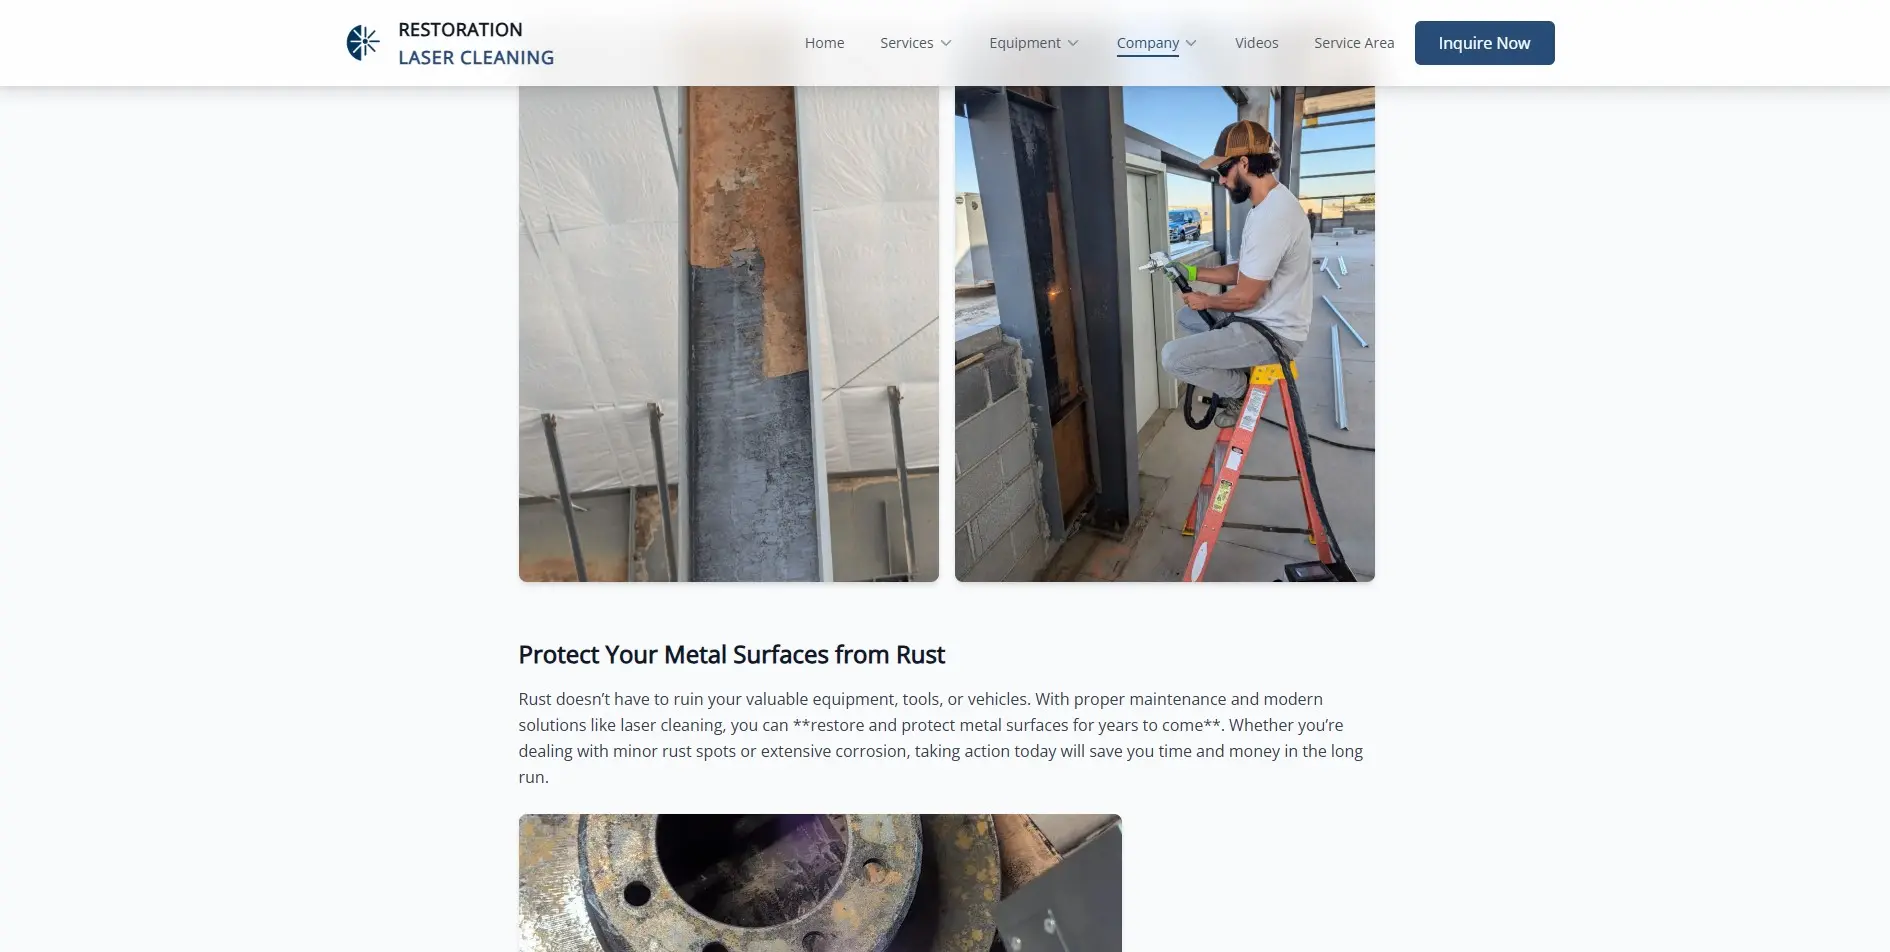 RESTORATION
LASER CLEANING
Home
Services
Equipment
Company
Videos
Service Area
Inquire Now
Protect Your Metal Surfaces from Rust
Rust doesn’t have to ruin your valuable equipment, tools, or vehicles. With proper maintenance and modern
solutions like laser cleaning, you can **restore and protect metal surfaces for years to come**. Whether you’re
dealing with minor rust spots or extensive corrosion, taking action today will save you time and money in the long
run.